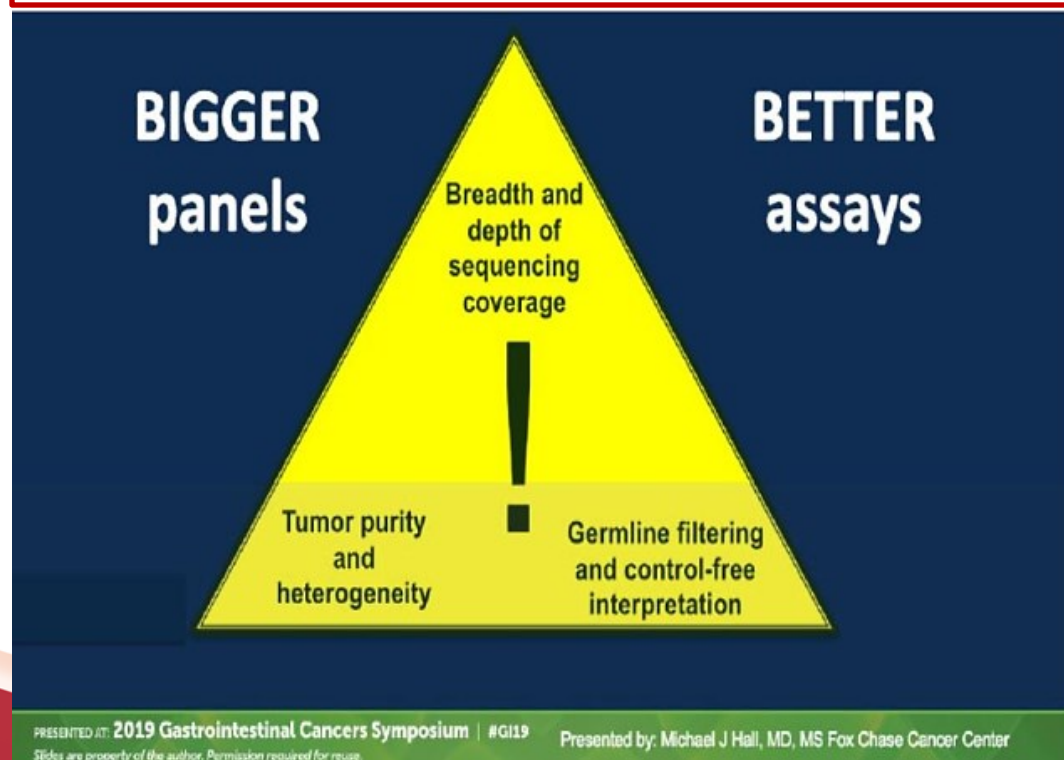 BIGGER
panels
BETTER
assays
Breadth and
depth of
sequencing
coverage
!
Tumor purity
and
heterogeneity
Germline filtering
and control-free
interpretation
PRESENTED AT: 2019 Gastrointestinal Cancers Symposium | #GI19
Slides are property of the author. Permission required for reuse.
Presented by: Michael J Hall, MD, MS Fox Chase Cancer Center